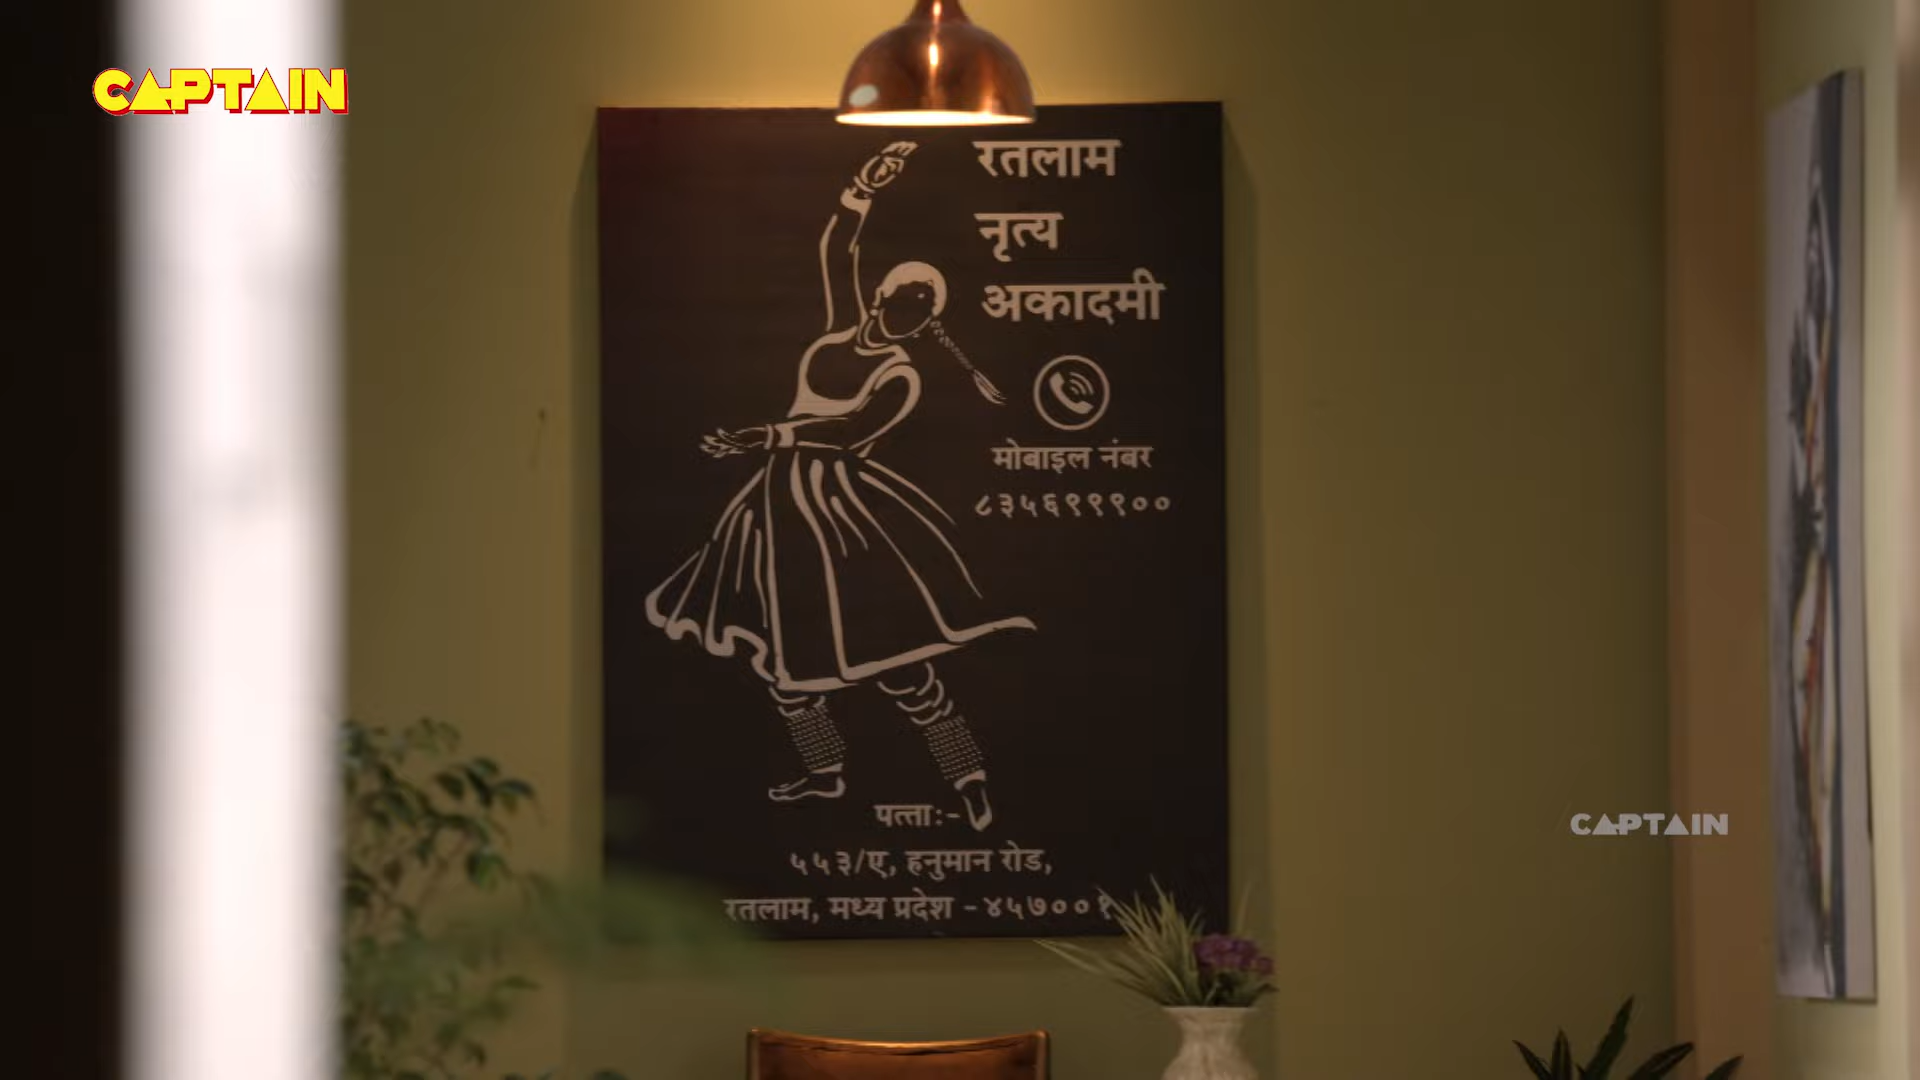 CAPTAIN
रतलाम
नृत्य
अकादमी
मोबाइल नंबर
८३५६९९९००
पत्ता:-
५५३/ए, हनुमान रोड,
रतलाम, मध्य प्रदेश - ४५७००१
CAPTAIN